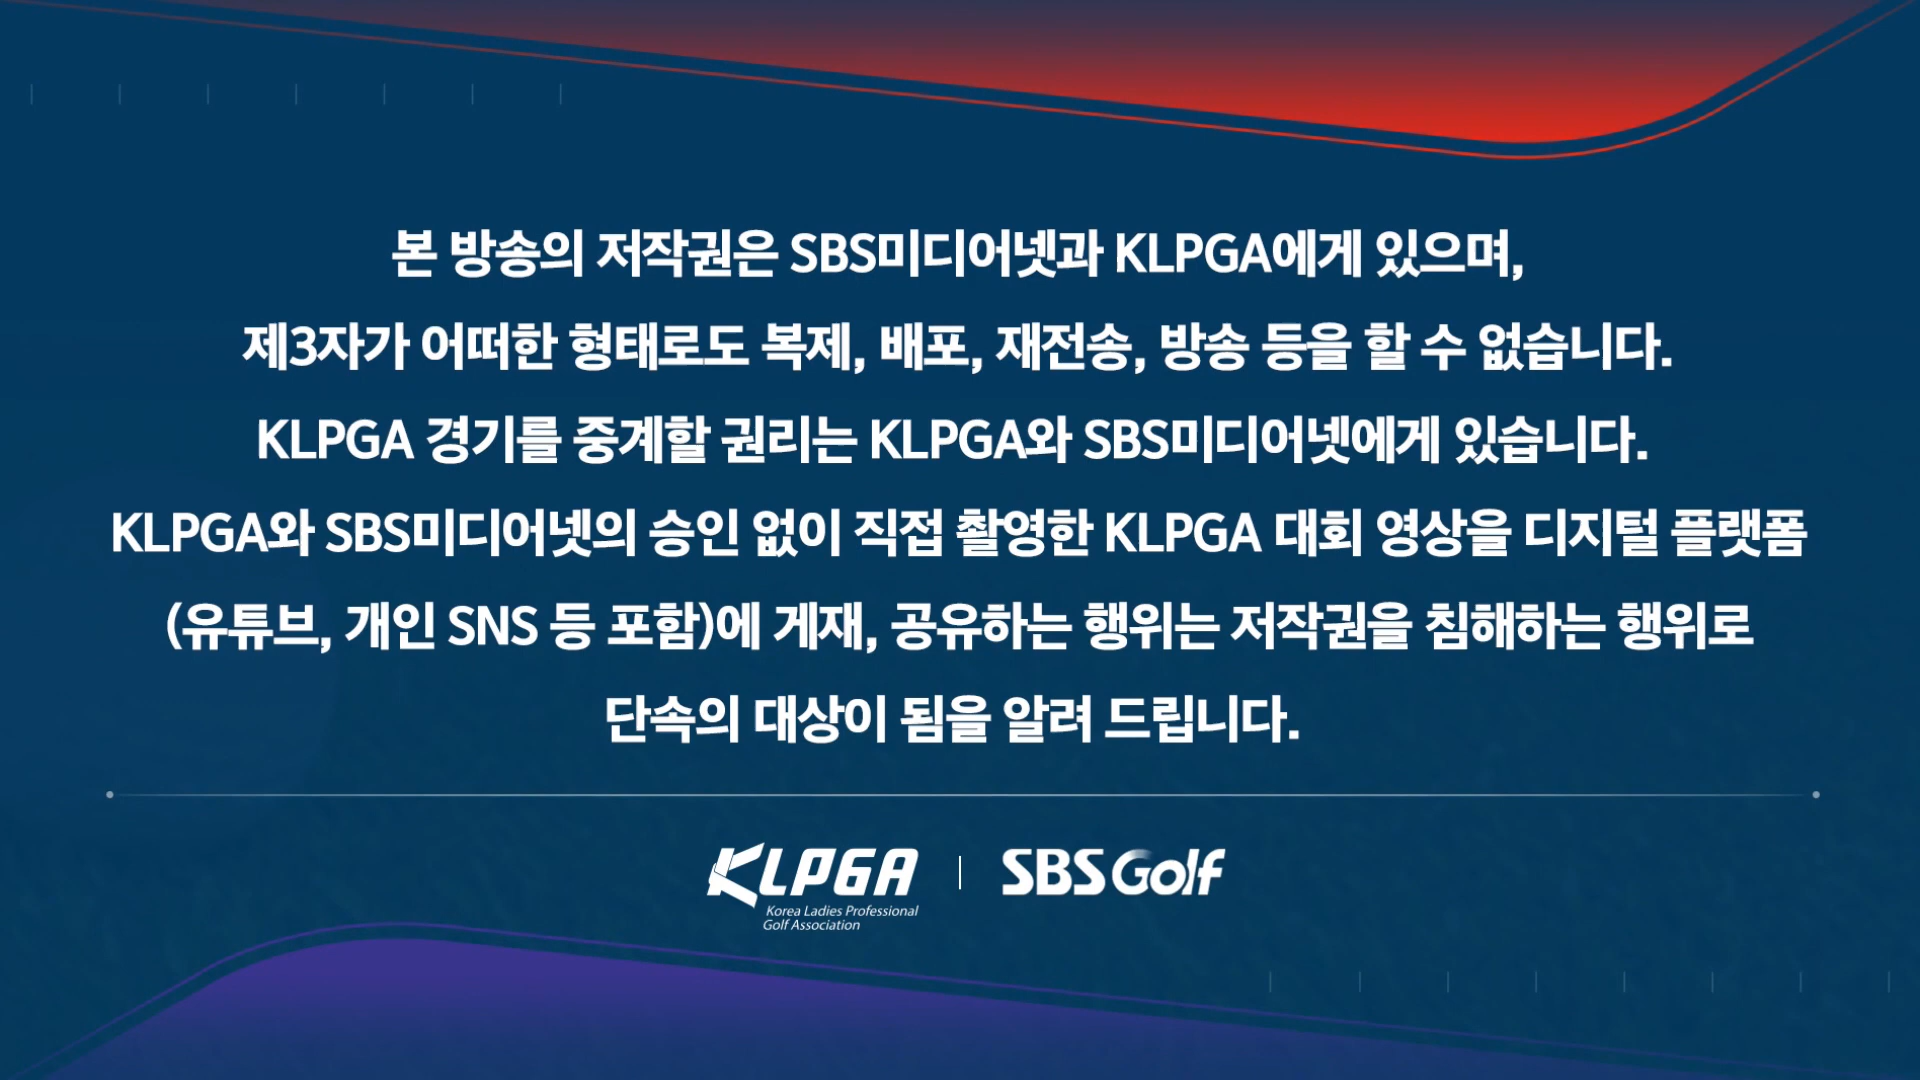 본 방송의 저작권은 SBS미디어넷과 KLPGA에게 있으며,
제3자가 어떠한 형태로도 복제, 배포, 재전송, 방송 등을 할 수 없습니다.
KLPGA 경기를 중계할 권리는 KLPGA와 SBS미디어넷에게 있습니다.
KLPGA와 SBS미디어넷의 승인 없이 직접 촬영한 KLPGA 대회 영상을 디지털 플랫폼
(유튜브, 개인 SNS 등 포함)에 게재, 공유하는 행위는 저작권을 침해하는 행위로
단속의 대상이 됨을 알려 드립니다.
KLPGA
Korea Ladies Professional
Golf Association
SBS Golf